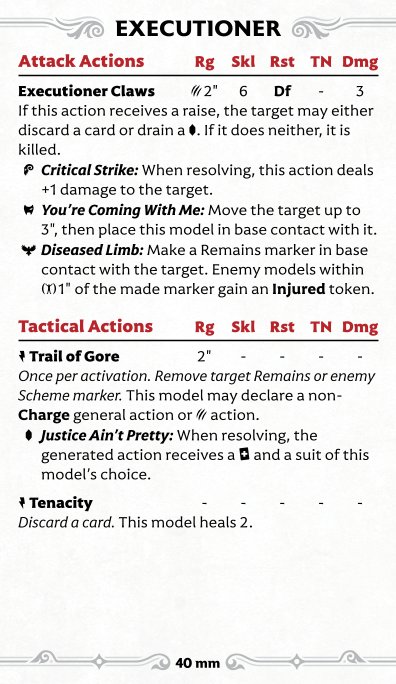 EXECUTIONER
Attack Actions Rg Skl Rst TN Dmg
Executioner Claws 2" 6 Df - 3
If this action receives a raise, the target may either
discard a card or drain a . If it does neither, it is
killed.
Critical Strike: When resolving, this action deals
+1 damage to the target.
You're Coming With Me: Move the target up to
3", then place this model in base contact with it.
Diseased Limb: Make a Remains marker in base
contact with the target. Enemy models within
1" of the made marker gain an Injured token.
Tactical Actions Rg Skl Rst TN Dmg
Trail of Gore 2" - - - -
Once per activation. Remove target Remains or enemy
Scheme marker. This model may declare a non-
Charge general action or action.
Justice Ain't Pretty: When resolving, the
generated action receives a and a suit of this
model's choice.
Tenacity - - - - -
Discard a card. This model heals 2.
40 mm